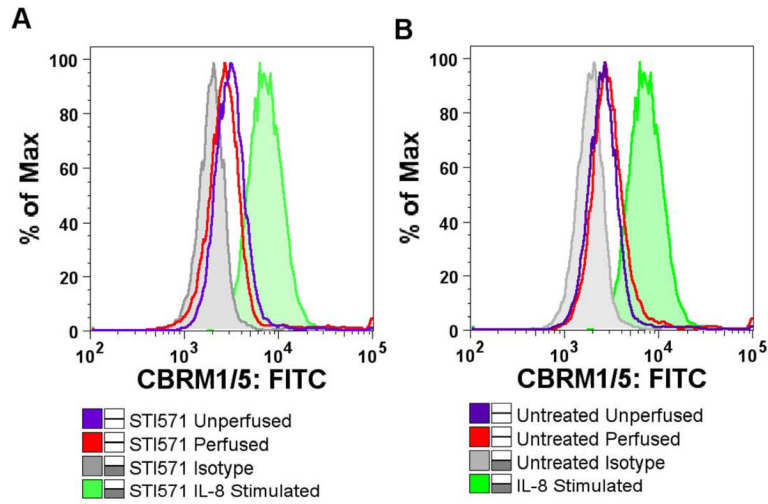 A
B
% of Max
100
80
60
40
20
0
10^2
10^3
10^4
10^5
CBRM1/5: FITC
STI571 Unperfused
STI571 Perfused
STI571 Isotype
STI571 IL-8 Stimulated
% of Max
100
80
60
40
20
0
10^2
10^3
10^4
10^5
CBRM1/5: FITC
Untreated Unperfused
Untreated Perfused
Untreated Isotype
IL-8 Stimulated